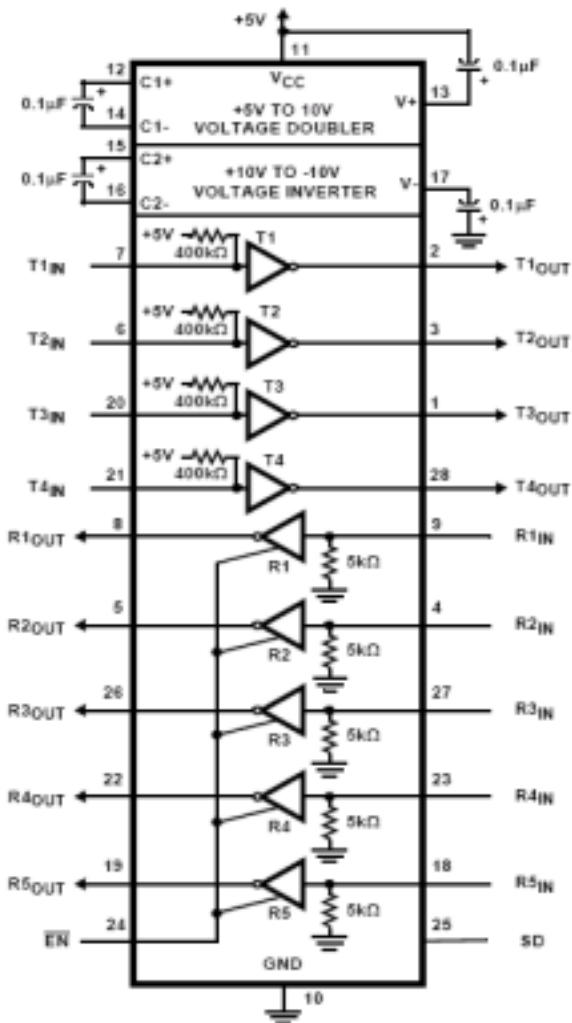 +5V
11
12 C1+ VCC 0.1µF
0.1µF + +
14 C1- +5V TO 10V VOLTAGE DOUBLER V+ 13
15 C2+
0.1µF + +10V TO -10V VOLTAGE INVERTER V- 17
16 C2- 0.1µF +
+5V 400kΩ T1
T1IN 7 2 T1OUT
+5V 400kΩ T2
T2IN 6 3 T2OUT
+5V 400kΩ T3
T3IN 20 1 T3OUT
+5V 400kΩ T4
T4IN 21 28 T4OUT
R1OUT 8 9 R1IN
R1 5kΩ
R2OUT 5 4 R2IN
R2 5kΩ
R3OUT 26 27 R3IN
R3 5kΩ
R4OUT 22 23 R4IN
R4 5kΩ
R5OUT 19 18 R5IN
R5 5kΩ
E̅N̅ 24 25 SD
GND
10